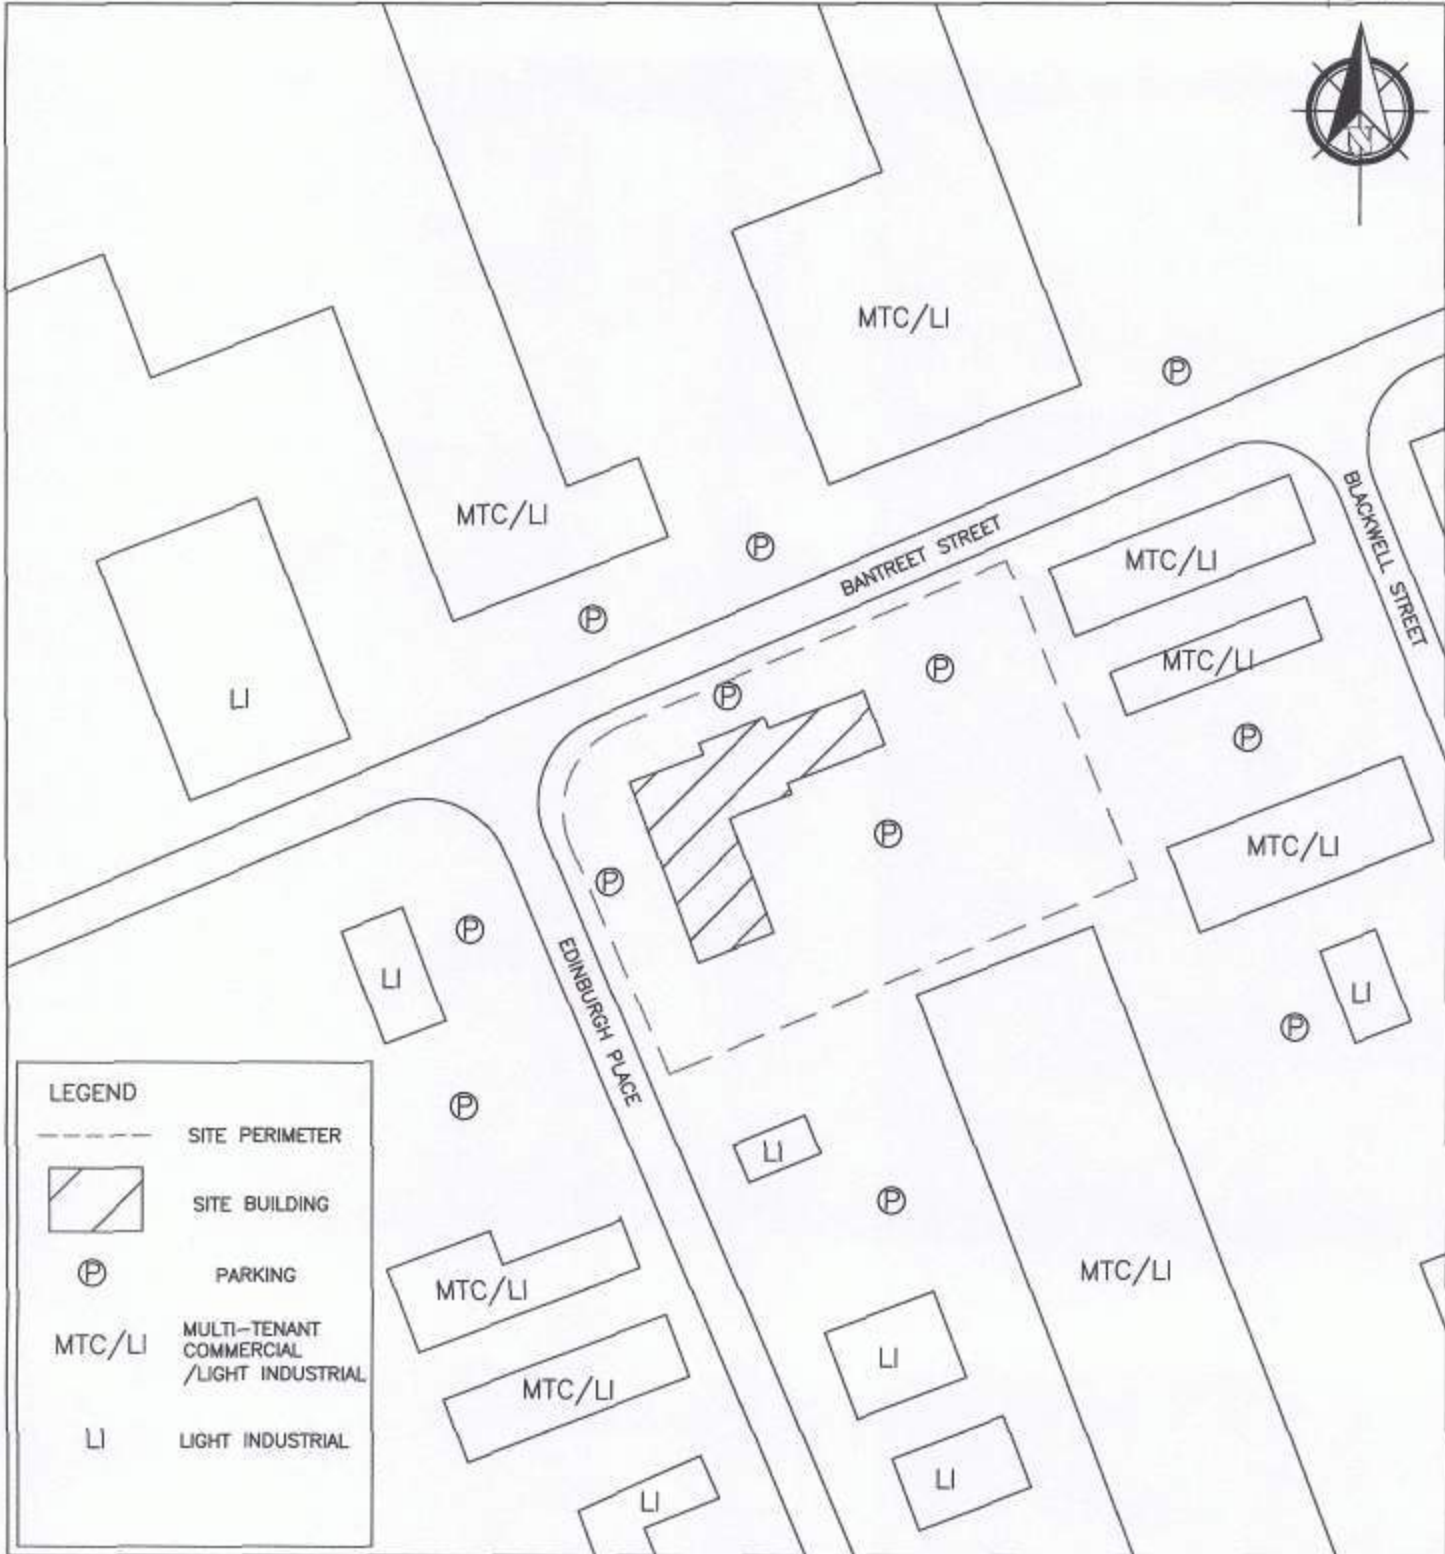 N
MTC/LI
P
MTC/LI
P
BANTREET STREET
BLACKWELL STREET
MTC/LI
P
MTC/LI
P
P
LI
P
MTC/LI
P
P
P
LI
EDINBURGH PLACE
LI
P
P
LI
P
MTC/LI
MTC/LI
LI
MTC/LI
LI
LI
LEGEND
SITE PERIMETER
SITE BUILDING
P PARKING
MTC/LI MULTI-TENANT
COMMERCIAL
/LIGHT INDUSTRIAL
LI LIGHT INDUSTRIAL